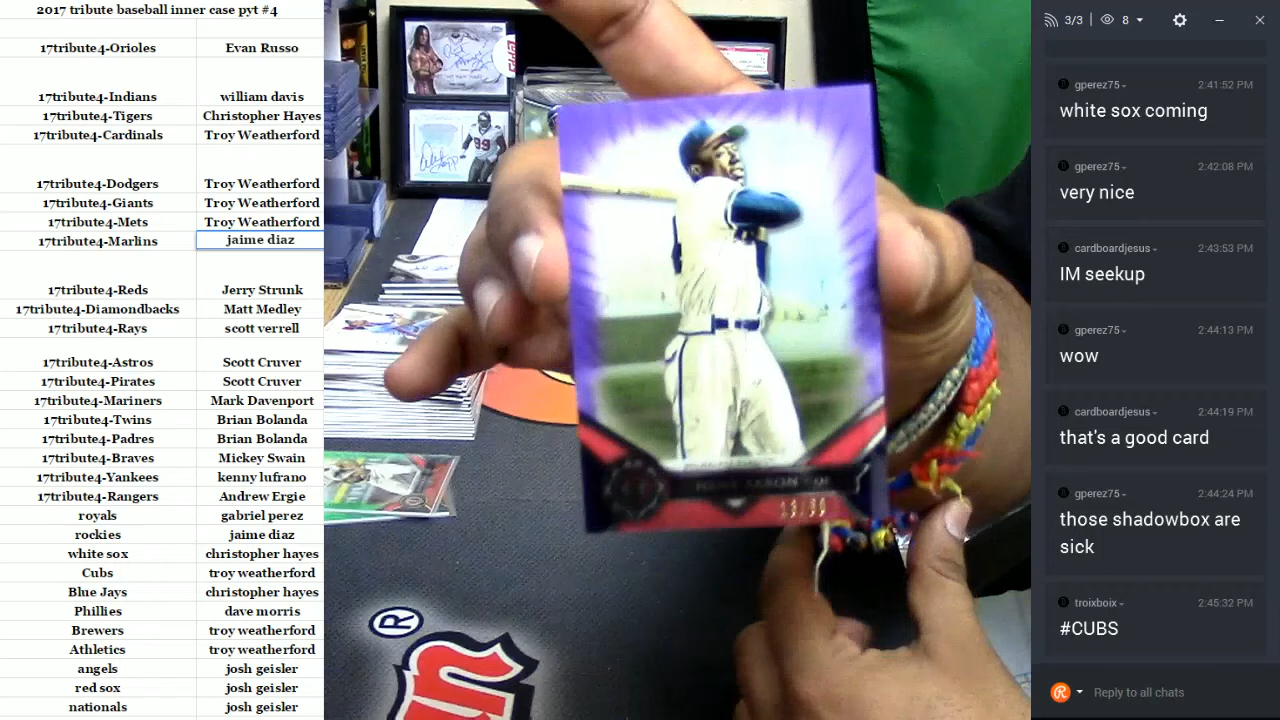 2017 tribute baseball inner case pyt #4
17tribute4-Orioles Evan Russo
17tribute4-Indians william davis
17tribute4-Tigers Christopher Hayes
17tribute4-Cardinals Troy Weatherford
17tribute4-Dodgers Troy Weatherford
17tribute4-Giants Troy Weatherford
17tribute4-Mets Troy Weatherford
17tribute4-Marlins jaime diaz
17tribute4-Reds Jerry Strunk
17tribute4-Diamondbacks Matt Medley
17tribute4-Rays scott verrell
17tribute4-Astros Scott Cruver
17tribute4-Pirates Scott Cruver
17tribute4-Mariners Mark Davenport
17tribute4-Twins Brian Bolanda
17tribute4-Padres Brian Bolanda
17tribute4-Braves Mickey Swain
17tribute4-Yankees kenny lufrano
17tribute4-Rangers Andrew Ergie
royals gabriel perez
rockies jaime diaz
white sox christopher hayes
Cubs troy weatherford
Blue Jays christopher hayes
Phillies dave morris
Brewers troy weatherford
Athletics troy weatherford
angels josh geisler
red sox josh geisler
nationals josh geisler
99
®
3/3 8
gperez75 2:41:52 PM
white sox coming
gperez75 2:42:08 PM
very nice
cardboardjesus 2:43:53 PM
IM seekup
gperez75 2:44:13 PM
wow
cardboardjesus 2:44:19 PM
that's a good card
gperez75 2:44:24 PM
those shadowbox are
sick
troixboix 2:45:32 PM
#CUBS
Reply to all chats